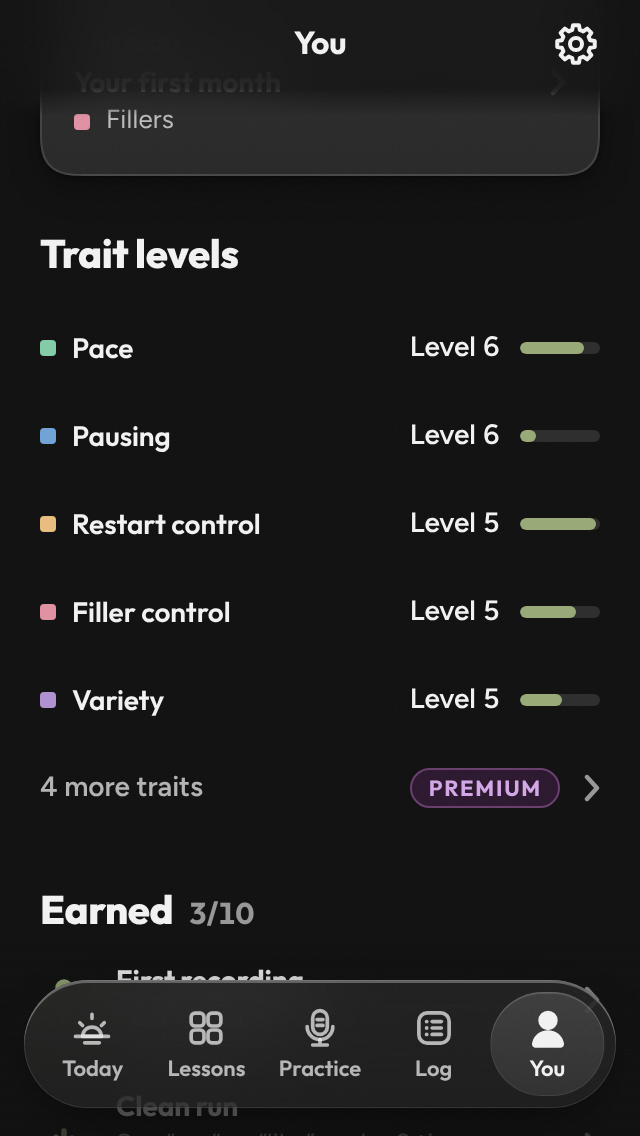 You
Your first month
Fillers
Trait levels
Pace Level 6
Pausing Level 6
Restart control Level 5
Filler control Level 5
Variety Level 5
4 more traits PREMIUM
Earned 3/10
First recording
Today Lessons Practice Log You
Clean run